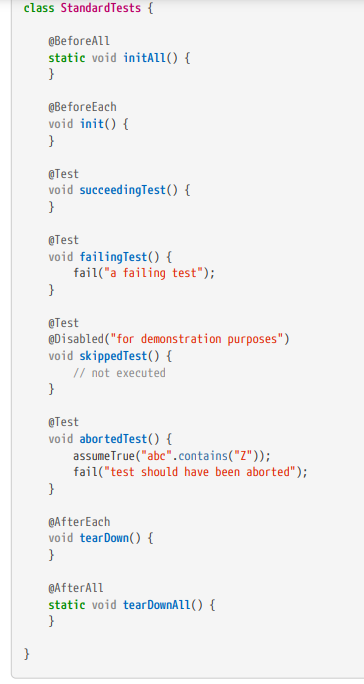 class StandardTests {
@BeforeAll
static void initAll() {
}
@BeforeEach
void init() {
}
@Test
void succeedingTest() {
}
@Test
void failingTest() {
fail("a failing test");
}
@Test
@Disabled("for demonstration purposes")
void skippedTest() {
// not executed
}
@Test
void abortedTest() {
assumeTrue("abc".contains("Z"));
fail("test should have been aborted");
}
@AfterEach
void tearDown() {
}
@AfterAll
static void tearDownAll() {
}
}